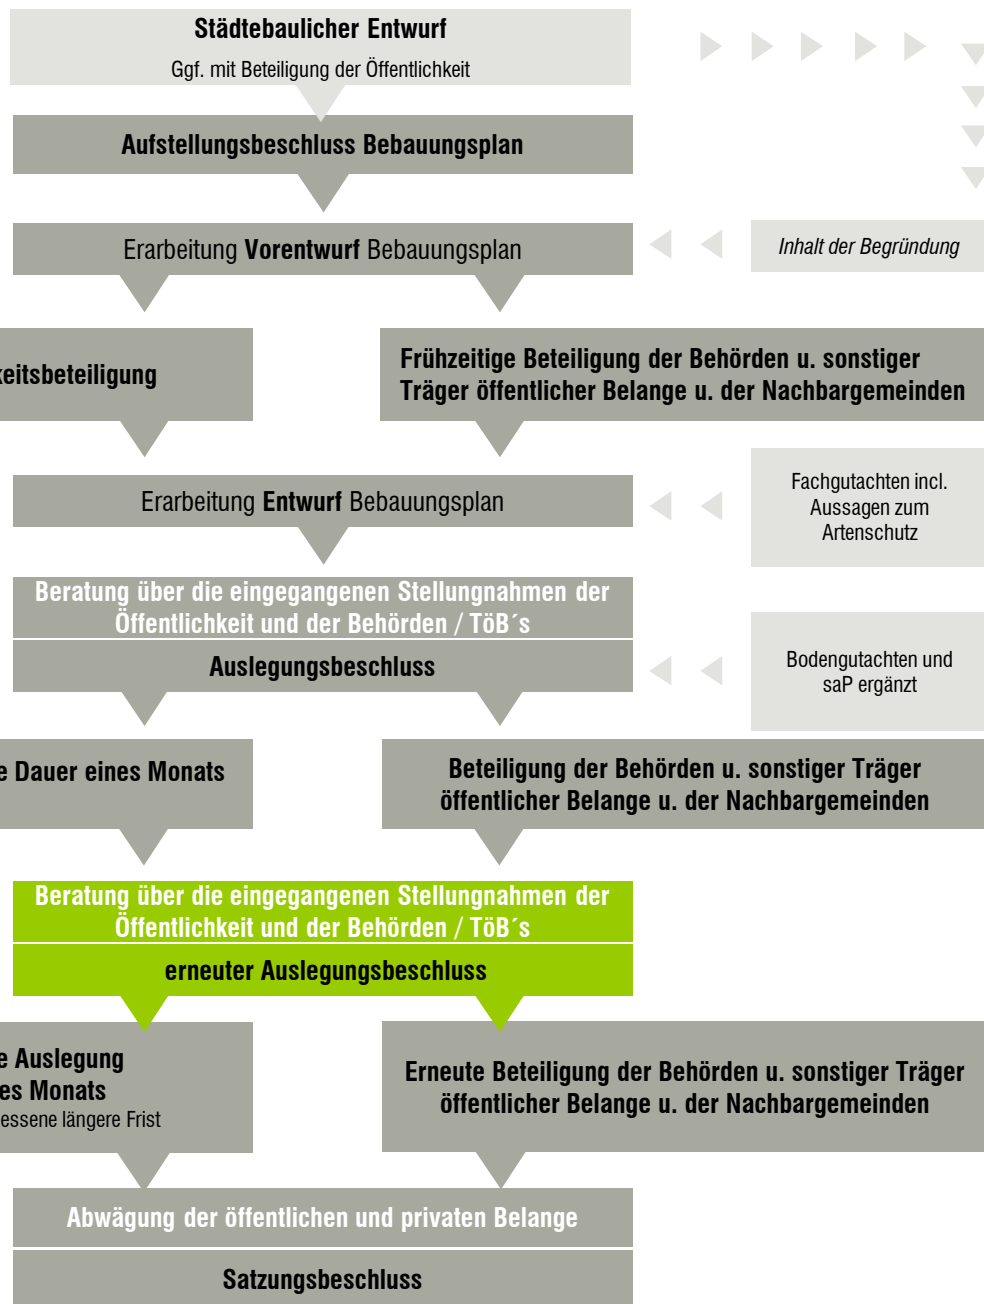 Städtebaulicher Entwurf
Ggf. mit Beteiligung der Öffentlichkeit
Aufstellungsbeschluss Bebauungsplan
Erarbeitung Vorentwurf Bebauungsplan
Inhalt der Begründung
keitsbeteiligung
Frühzeitige Beteiligung der Behörden u. sonstiger
Träger öffentlicher Belange u. der Nachbargemeinden
Erarbeitung Entwurf Bebauungsplan
Fachgutachten incl.
Aussagen zum
Artenschutz
Beratung über die eingegangenen Stellungnahmen der
Öffentlichkeit und der Behörden / TöB´s
Auslegungsbeschluss
Bodengutachten und
saP ergänzt
e Dauer eines Monats
Beteiligung der Behörden u. sonstiger Träger
öffentlicher Belange u. der Nachbargemeinden
Beratung über die eingegangenen Stellungnahmen der
Öffentlichkeit und der Behörden / TöB´s
erneuter Auslegungsbeschluss
e Auslegung
es Monats
essene längere Frist
Erneute Beteiligung der Behörden u. sonstiger Träger
öffentlicher Belange u. der Nachbargemeinden
Abwägung der öffentlichen und privaten Belange
Satzungsbeschluss